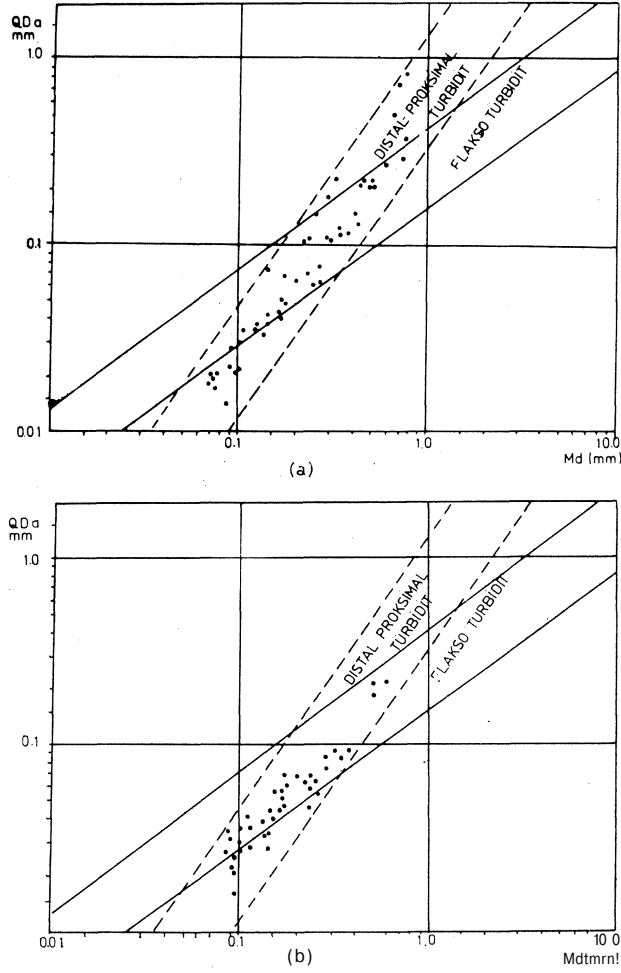 QDa
mm
1.0
0.1
0.01
DISTAL PROKSIMAL
TURBIDIT
FLAKSO TURBIDIT
0.1
1.0
10.0
Md (mm)
(a)
QDa
mm
1.0
0.1
DISTAL PROKSIMAL
TURBIDIT
FLAKSO TURBIDIT
0.01
0.1
1.0
10 0
(b)
Mdtmrn!